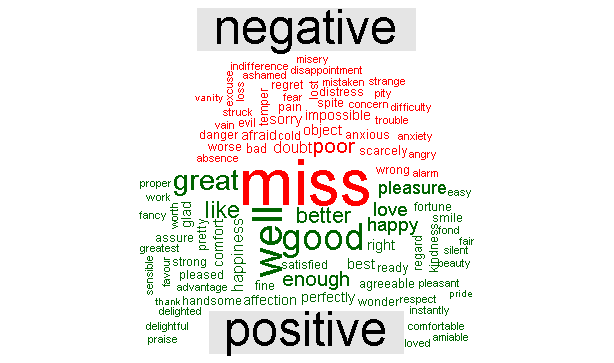 negative
misery
indifference disappointment
ashamed
excuse loss regret lost mistaken strange
vanity temper fear distress pity
struck pain spite concern difficulty
vain evil sorry impossible trouble
danger afraid cold object anxious anxiety
worse bad doubt poor scarcely angry
absence wrong alarm
proper great miss pleasure easy
work worth glad like well better love fortune
fancy pretty comfort good happy smile
assure happiness right regard kindness fond
greatest fair
sensible favour strong satisfied best ready silent
pleased enough agreeable beauty
advantage fine pleasant
thank handsome affection perfectly wonder respect pride
delighted instantly
delightful positive comfortable
praise loved amiable